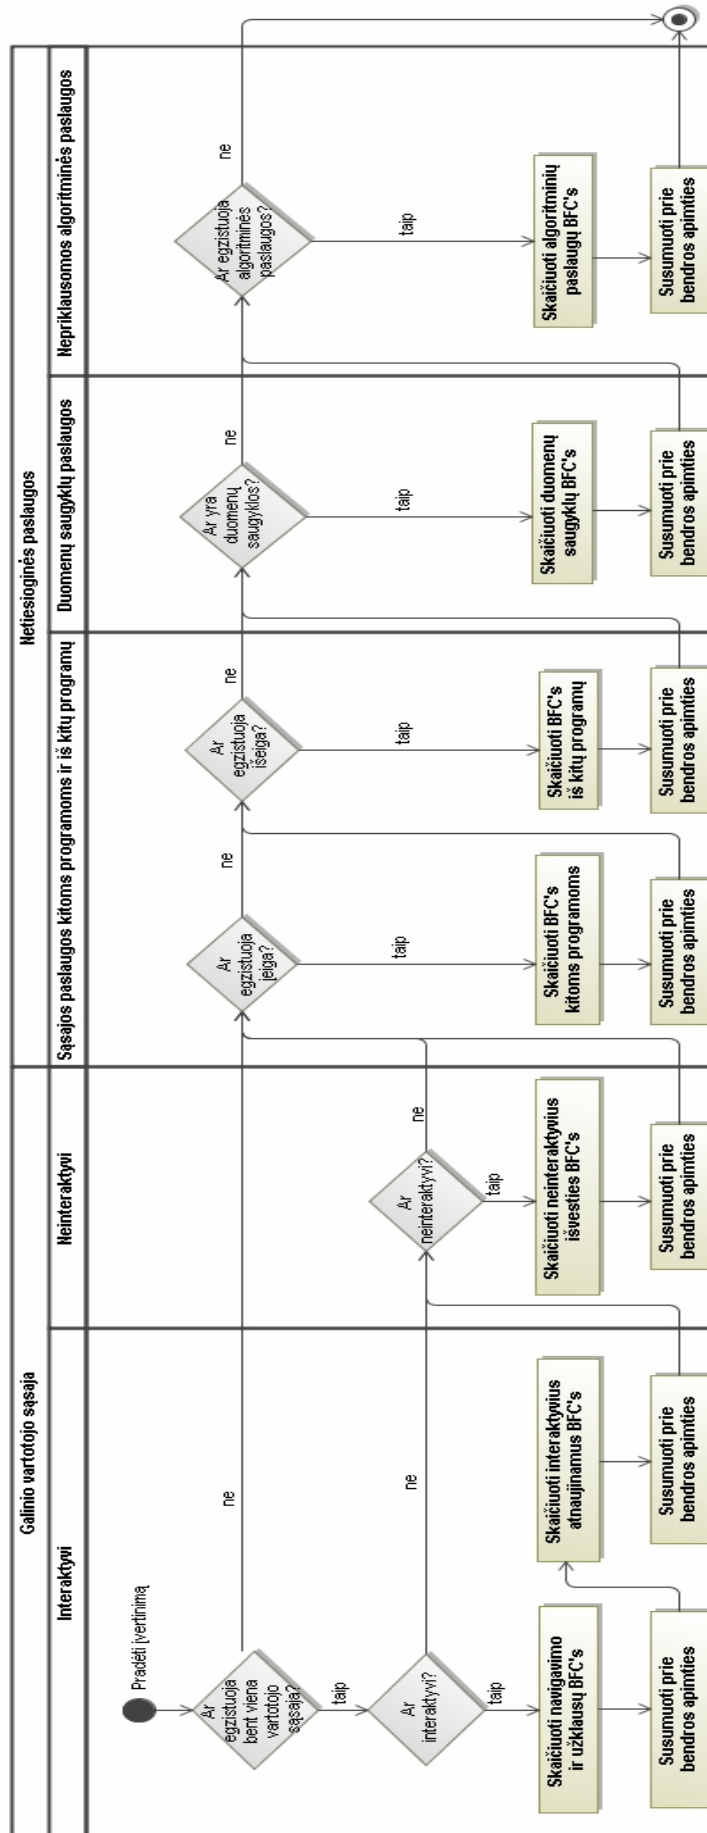 Galinio vartotojo sąsaja
Netiesioginės paslaugos
Interaktyvi
Neinteraktyvi
Sąsajos paslaugos kitoms programoms ir iš kitų programų
Duomenų saugyklų paslaugos
Nepriklausomos algoritminės paslaugos
Pradėti įvertinimą
Ar
egzistuoja
bent viena
vartotojo
sąsaja?
ne
taip
Ar
interaktyvi?
ne
taip
Skaičiuoti navigavimo
ir užklausų BFC's
Susumuoti prie
bendros apimties
Skaičiuoti interaktyvius
atnaujinamus BFC's
Susumuoti prie
bendros apimties
Ar
neinteraktyvi?
ne
taip
Skaičiuoti neinteraktyvius
išvesties BFC's
Susumuoti prie
bendros apimties
Ar
egzistuoja
įeiga?
ne
taip
Skaičiuoti BFC's
kitoms programoms
Susumuoti prie
bendros apimties
Ar
egzistuoja
išeiga?
ne
taip
Skaičiuoti BFC's
iš kitų programų
Susumuoti prie
bendros apimties
Ar yra
duomenų
saugyklos?
ne
taip
Skaičiuoti duomenų
saugyklų BFC's
Susumuoti prie
bendros apimties
Ar egzistuoja
algoritminės
paslaugos?
ne
taip
Skaičiuoti algoritminių
paslaugų BFC's
Susumuoti prie
bendros apimties